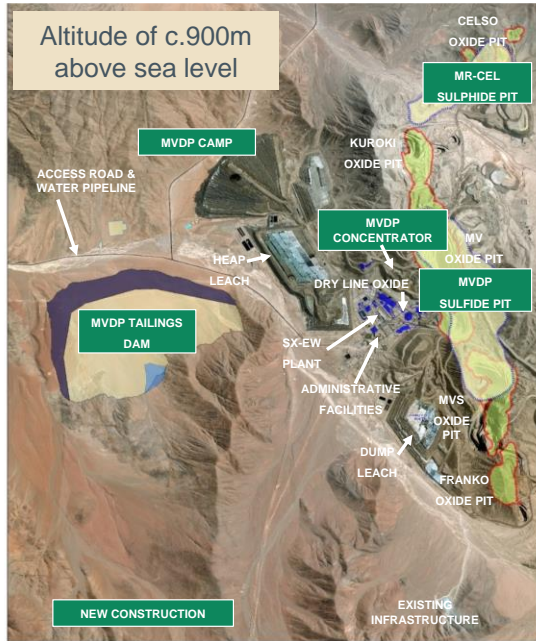 Altitude of c.900m
above sea level
CELSO
OXIDE PIT
MR-CEL
SULPHIDE PIT
MVDP CAMP
KUROKI
OXIDE PIT
ACCESS ROAD &
WATER PIPELINE
MVDP
CONCENTRATOR
MV
OXIDE PIT
HEAP
LEACH
DRY LINE OXIDE
MVDP
SULFIDE PIT
MVDP TAILINGS
DAM
SX-EW
PLANT
ADMINISTRATIVE
FACILITIES
MVS
OXIDE
PIT
DUMP
LEACH
FRANKO
OXIDE PIT
NEW CONSTRUCTION
EXISTING
INFRASTRUCTURE